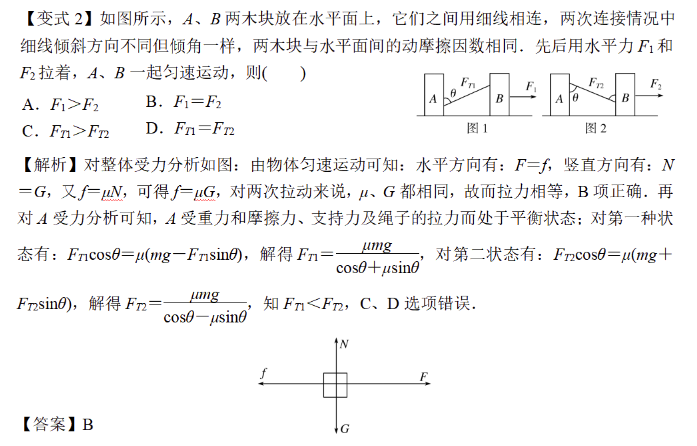 【变式 2】如图所示，A、B 两木块放在水平面上，它们之间用细线相连，两次连接情况中
细线倾斜方向不同但倾角一样，两木块与水平面间的动摩擦因数相同．先后用水平力 F₁和
F₂拉着，A、B 一起匀速运动，则(　　)
A．F₁>F₂　　B．F₁＝F₂
C．F_T1>F_T2　　D．F_T1＝F_T2
A θ F_T1 B F₁
图 1
A θ F_T2 B F₂
图 2
【解析】对整体受力分析如图：由物体匀速运动可知：水平方向有：F＝f，竖直方向有：N
＝G，又 f＝μN，可得 f＝μG，对两次拉动来说，μ、G 都相同，故而拉力相等，B 项正确．再
对 A 受力分析可知，A 受重力和摩擦力、支持力及绳子的拉力而处于平衡状态；对第一种状
态有：F_T1cosθ＝μ(mg－F_T1sinθ)，解得 F_T1＝μmg/(cosθ＋μsinθ)，对第二状态有：F_T2cosθ＝μ(mg＋
F_T2sinθ)，解得 F_T2＝μmg/(cosθ－μsinθ)，知 F_T1＜F_T2，C、D 选项错误．
N
f
F
G
【答案】B